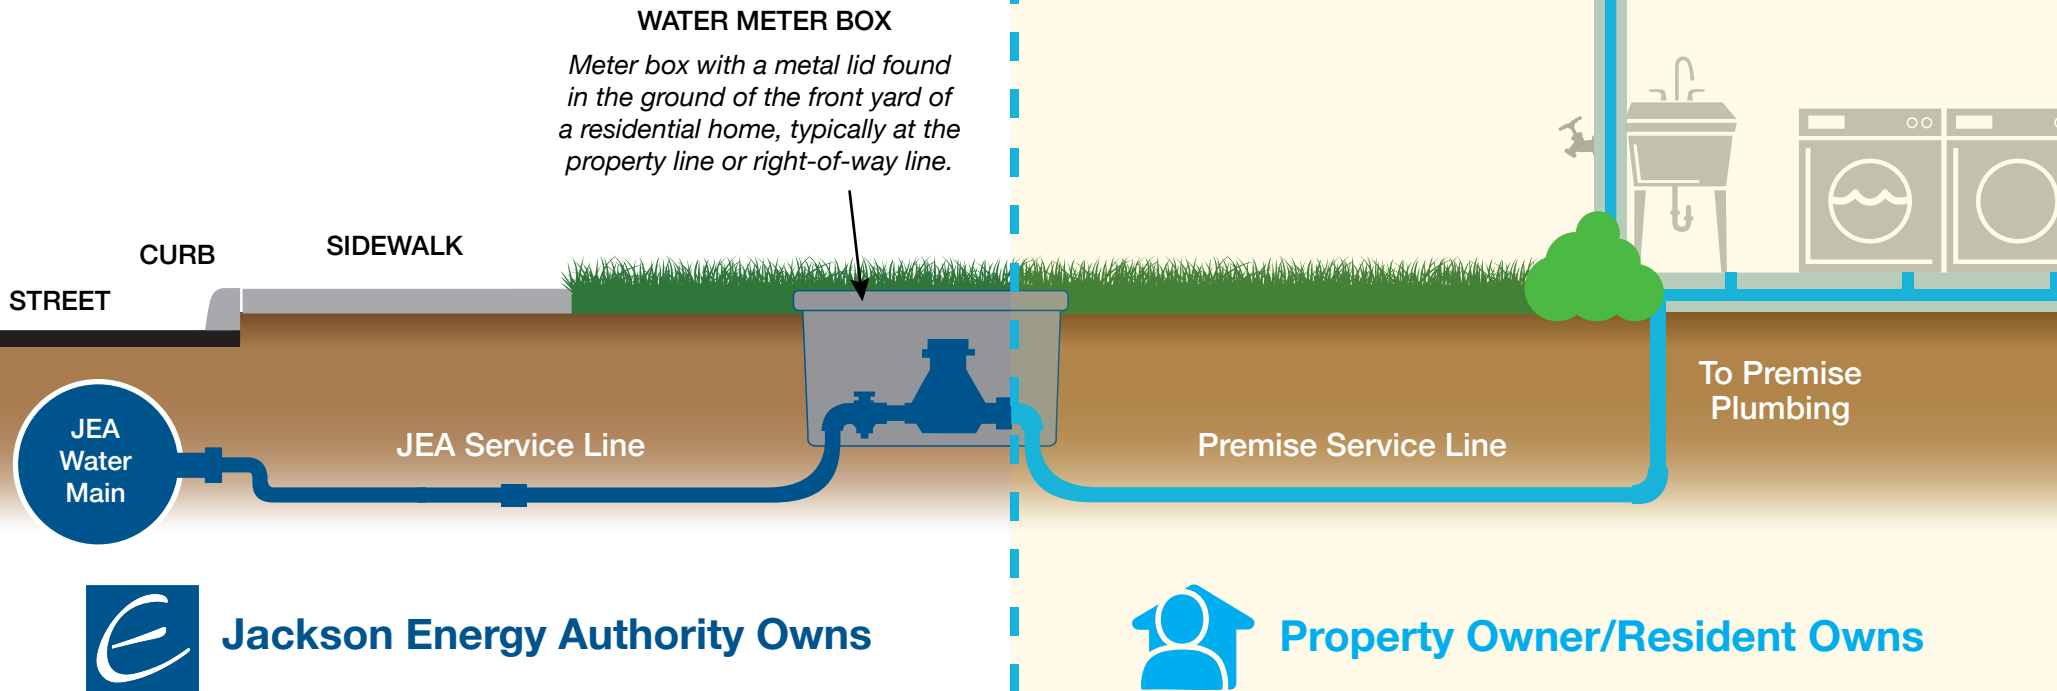 WATER METER BOX
Meter box with a metal lid found
in the ground of the front yard of
a residential home, typically at the
property line or right-of-way line.
CURB
SIDEWALK
STREET
JEA
Water
Main
JEA Service Line
Premise Service Line
To Premise
Plumbing
Jackson Energy Authority Owns
Property Owner/Resident Owns